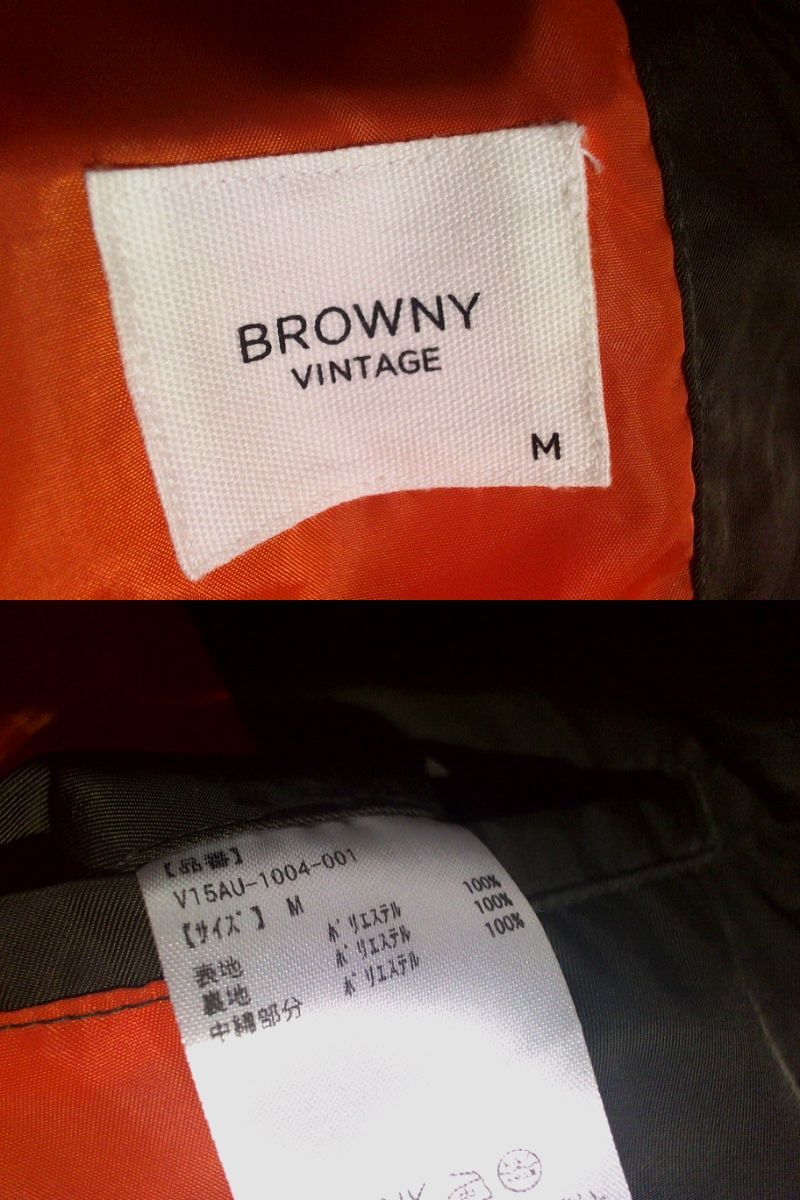 BROWNY
VINTAGE
M
【品番】
V15AU-1004-001
【サイズ】 M
表地 ポリエステル 100%
裏地 ポリエステル 100%
中綿部分 ポリエステル 100%